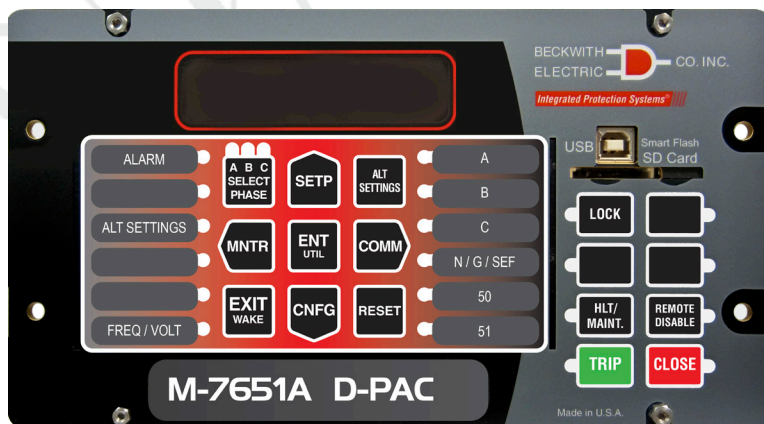 BECKWITH
ELECTRIC
CO. INC.
Integrated Protection Systems®
USB
Smart Flash
SD Card
ALARM
ALT SETTINGS
FREQ / VOLT
A B C
SELECT
PHASE
SETP
ALT
SETTINGS
MNTR
ENT
UTIL
COMM
EXIT
WAKE
CNFG
RESET
A
B
C
N / G / SEF
50
51
LOCK
HLT/
MAINT.
REMOTE
DISABLE
TRIP
CLOSE
M-7651A D-PAC
Made in U.S.A.